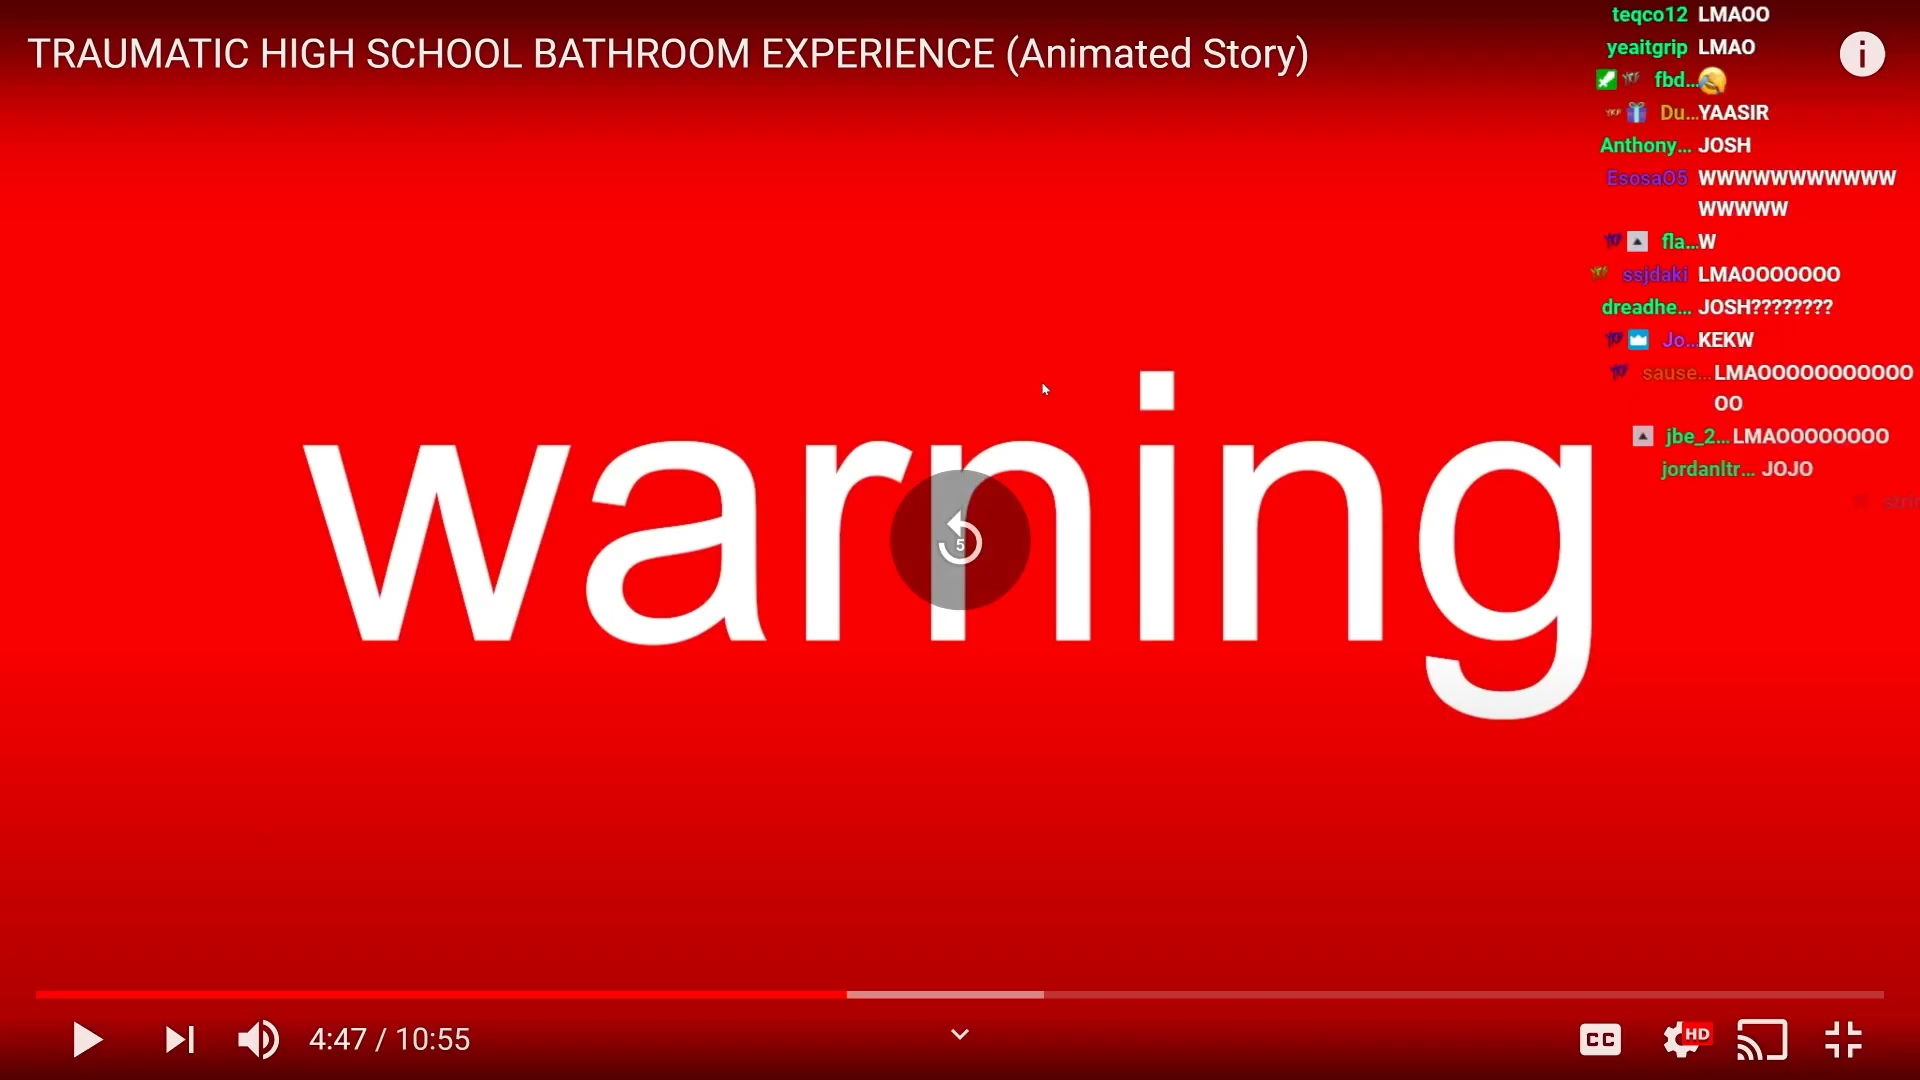 TRAUMATIC HIGH SCHOOL BATHROOM EXPERIENCE (Animated Story)
teqco12 LMAOO
yeaitgrip LMAO
fbd...
Du... YAASIR
Anthony... JOSH
EsosaO5 WWWWWWWWWWW
WWWWW
fla... W
ssjdaki LMAOOOOOOO
dreadhe... JOSH????????
Jo... KEKW
sause... LMAOOOOOOOOOOO
OO
jbe_2... LMAOOOOOOOO
jordanltr... JOJO
warning
5
4:47 / 10:55
CC
HD